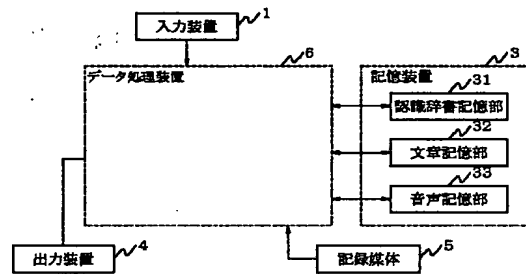 入力装置 1
データ処理装置 6
記憶装置 3
認識辞書記憶部 31
文章記憶部 32
音声記憶部 33
出力装置 4
記録媒体 5